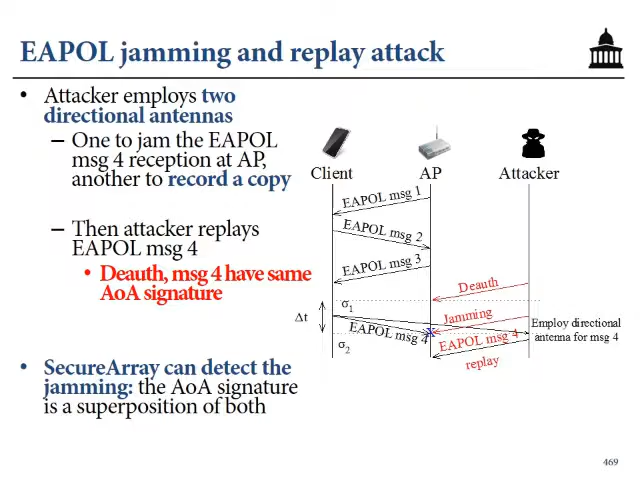 EAPOL jamming and replay attack
• Attacker employs two
directional antennas
– One to jam the EAPOL
msg 4 reception at AP,
another to record a copy
– Then attacker replays
EAPOL msg 4
• Deauth, msg 4 have same
AoA signature
• SecureArray can detect the
jamming: the AoA signature
is a superposition of both
Client AP Attacker
EAPOL msg 1
EAPOL msg 2
EAPOL msg 3
Deauth
σ1
Δt
Jamming
EAPOL msg 4
Employ directional
antenna for msg 4
EAPOL msg 4
σ2
replay
469